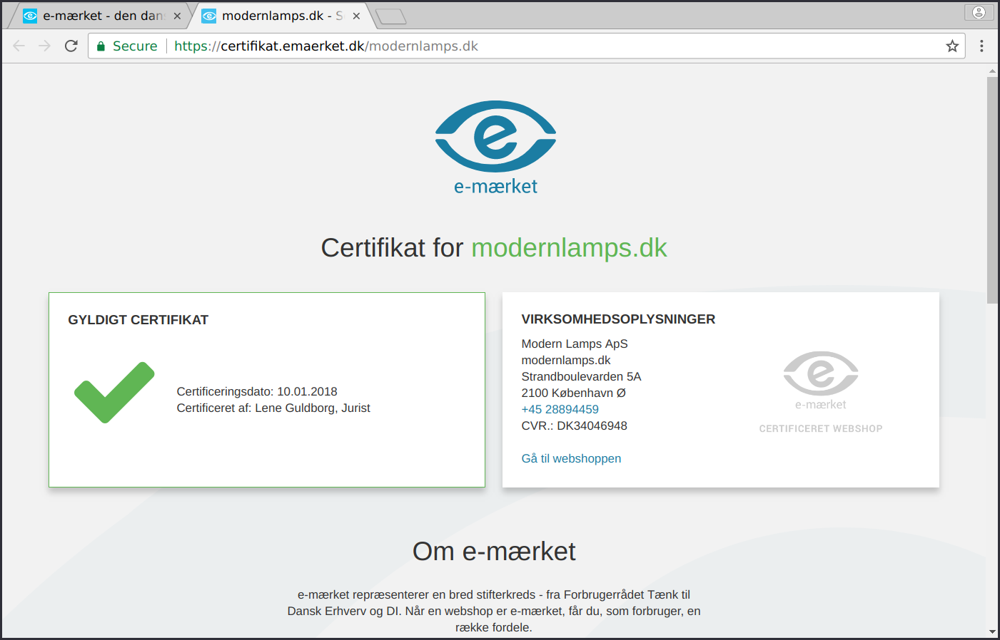 e-mærket - den dans
modernlamps.dk - S
Secure
https://certifikat.emaerket.dk/modernlamps.dk
e-mærket
Certifikat for modernlamps.dk
GYLDIGT CERTIFIKAT
Certificeringsdato: 10.01.2018
Certificeret af: Lene Guldborg, Jurist
VIRKSOMHEDSOPLYSNINGER
Modern Lamps ApS
modernlamps.dk
Strandboulevarden 5A
2100 København Ø
+45 28894459
CVR.: DK34046948
Gå til webshoppen
e-mærket
CERTIFICERET WEBSHOP
Om e-mærket
e-mærket repræsenterer en bred stifterkreds - fra Forbrugerrådet Tænk til
Dansk Erhverv og DI. Når en webshop er e-mærket, får du, som forbruger, en
række fordele.